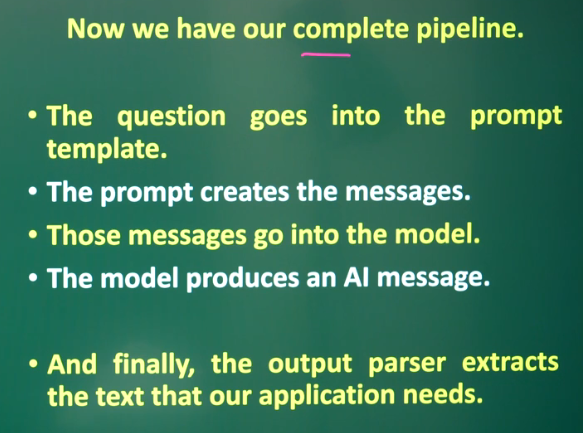 Now we have our complete pipeline.
• The question goes into the prompt
template.
• The prompt creates the messages.
• Those messages go into the model.
• The model produces an AI message.
• And finally, the output parser extracts
the text that our application needs.